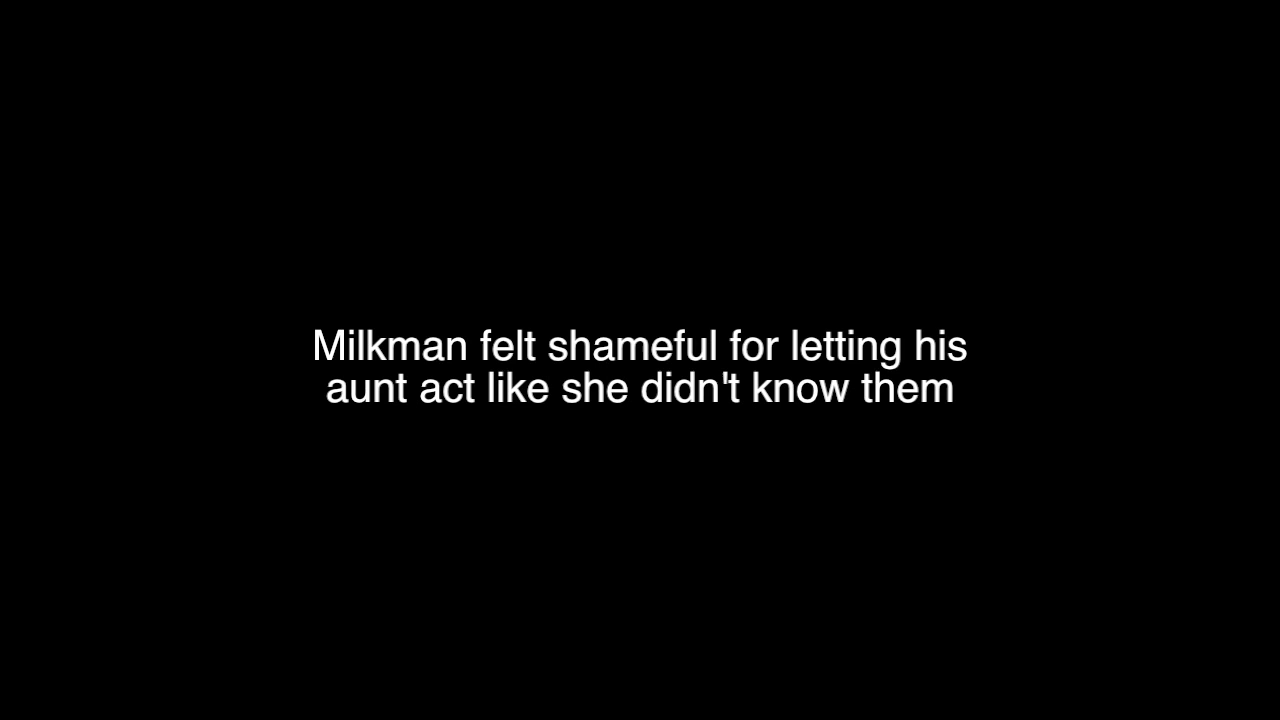 Milkman felt shameful for letting his
aunt act like she didn't know them